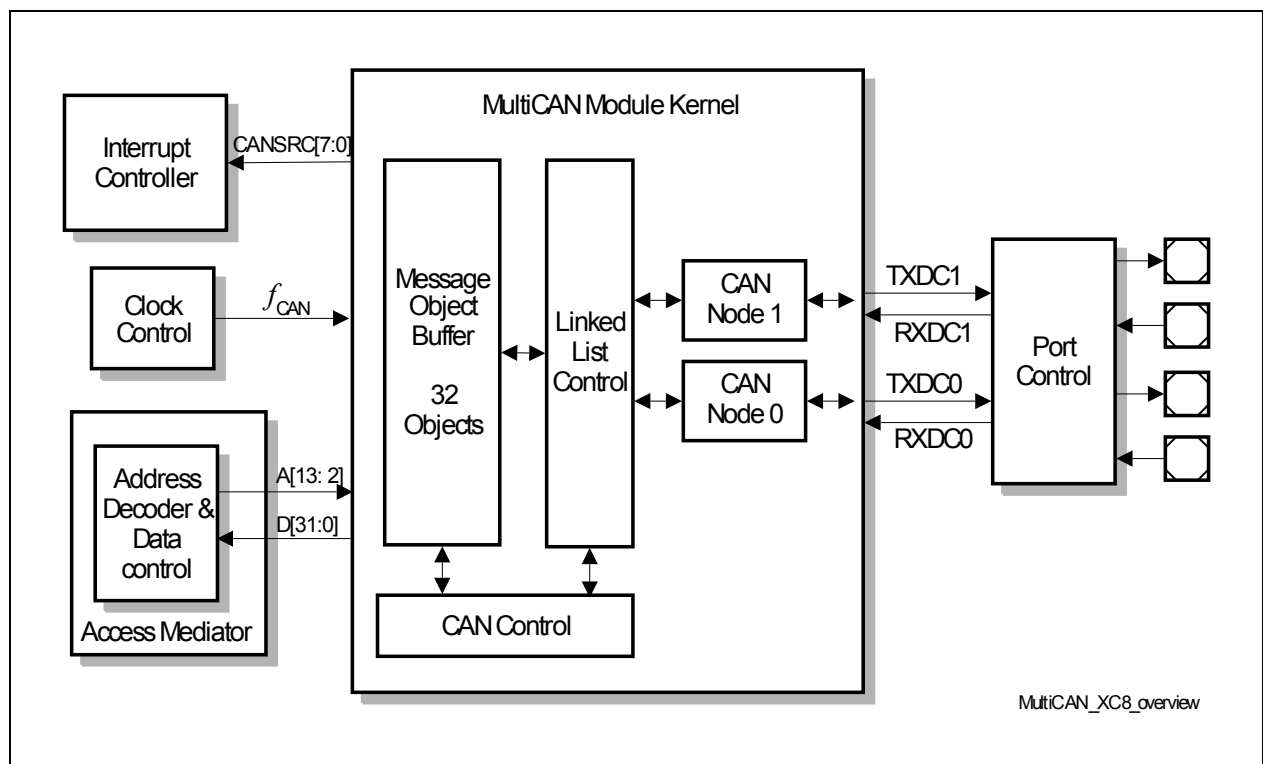 MultiCAN Module Kernel
Interrupt
Controller
CANSRC[7:0]
Clock
Control
fCAN
Address
Decoder &
Data
control
A[13: 2]
D[31:0]
Access Mediator
Message
Object
Buffer
32
Objects
Linked
List
Control
CAN
Node 1
CAN
Node 0
CAN Control
TXDC1
RXDC1
TXDC0
RXDC0
Port
Control
MultiCAN_XC8_overview